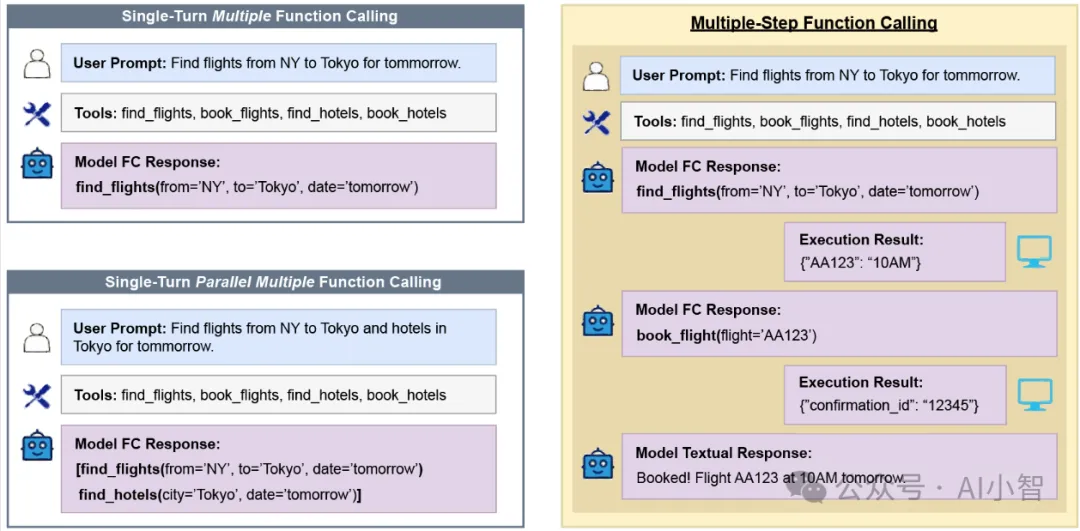 Single-Turn Multiple Function Calling
User Prompt: Find flights from NY to Tokyo for tommorrow.
Tools: find_flights, book_flights, find_hotels, book_hotels
Model FC Response:
find_flights(from='NY', to='Tokyo', date='tomorrow')
Single-Turn Parallel Multiple Function Calling
User Prompt: Find flights from NY to Tokyo and hotels in
Tokyo for tommorrow.
Tools: find_flights, book_flights, find_hotels, book_hotels
Model FC Response:
[find_flights(from='NY', to='Tokyo', date='tomorrow')
find_hotels(city='Tokyo', date='tomorrow')]
Multiple-Step Function Calling
User Prompt: Find flights from NY to Tokyo for tommorrow.
Tools: find_flights, book_flights, find_hotels, book_hotels
Model FC Response:
find_flights(from='NY', to='Tokyo', date='tomorrow')
Execution Result:
{"AA123": "10AM"}
Model FC Response:
book_flight(flight='AA123')
Execution Result:
{"confirmation_id": "12345"}
Model Textual Response:
Booked! Flight AA123 at 10AM tomorrow.
公众号 · AI小智